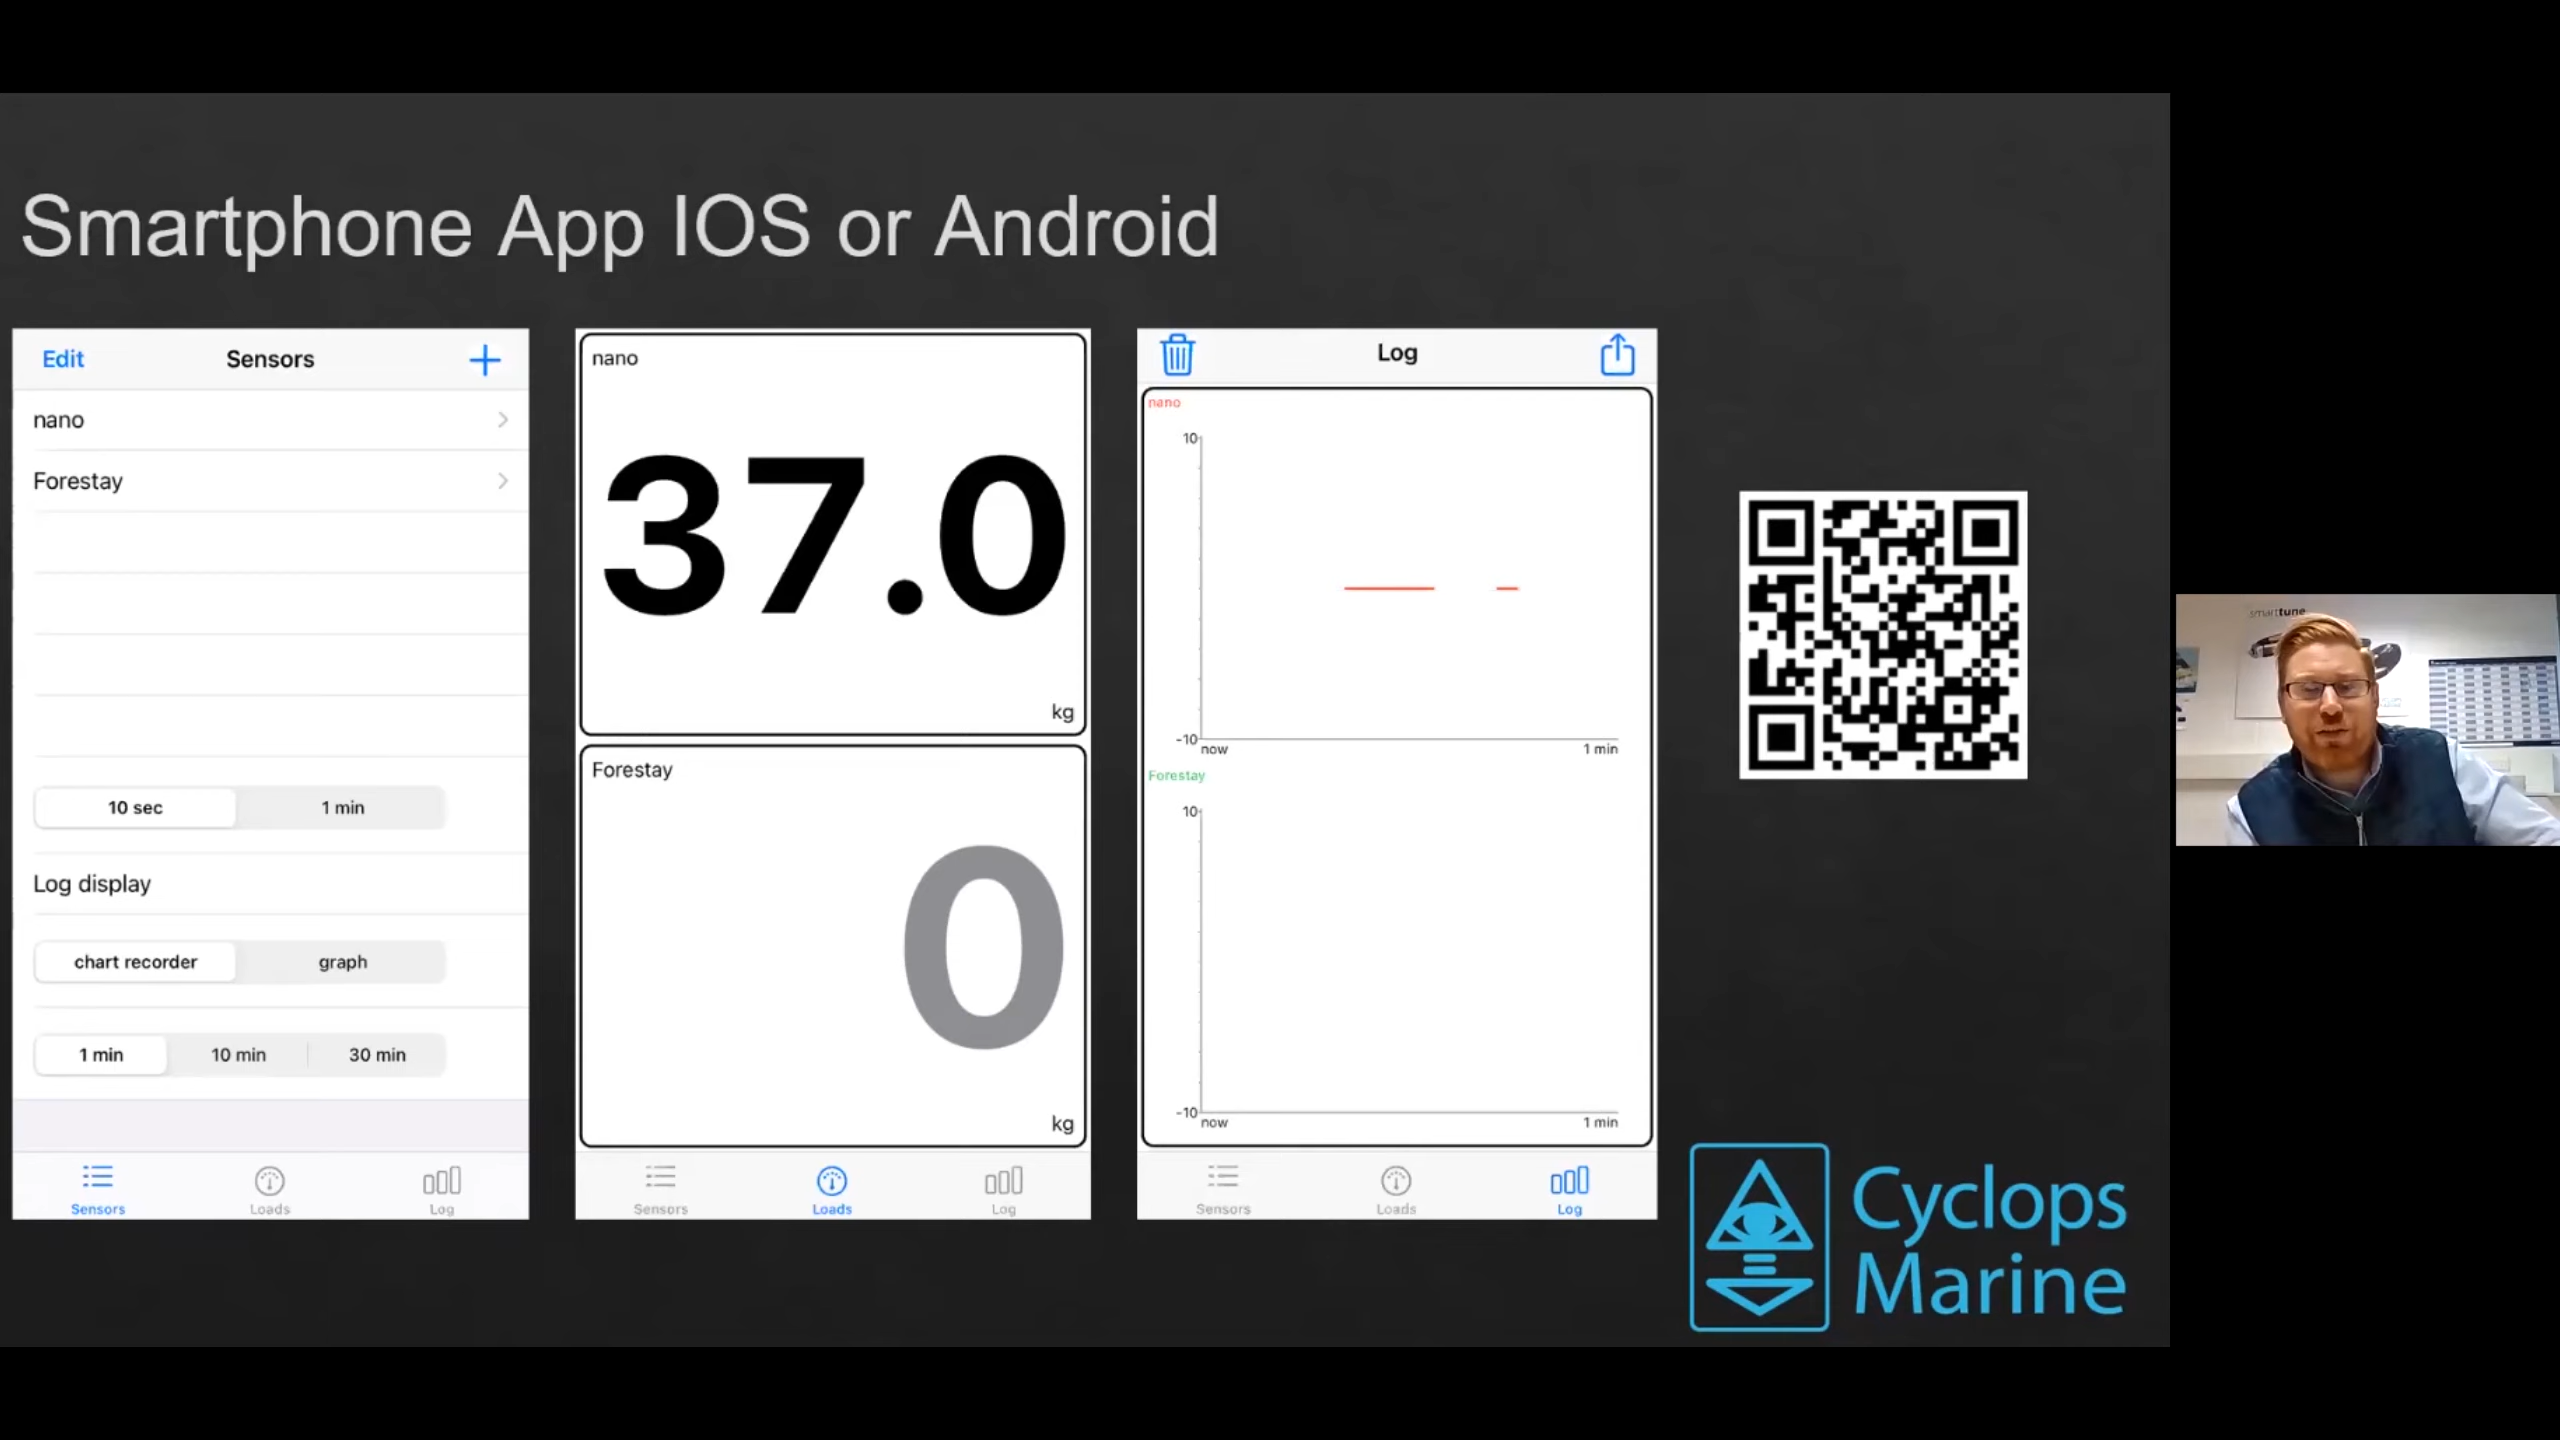 Smartphone App IOS or Android
Edit
Sensors
nano
Forestay
10 sec
1 min
Log display
chart recorder
graph
1 min
10 min
30 min
Sensors
Loads
Log
nano
37.0
kg
Forestay
0
kg
Sensors
Loads
Log
Log
nano
10
-10
now
1 min
Forestay
10
-10
now
1 min
Sensors
Loads
Log
Cyclops
Marine
smarttune